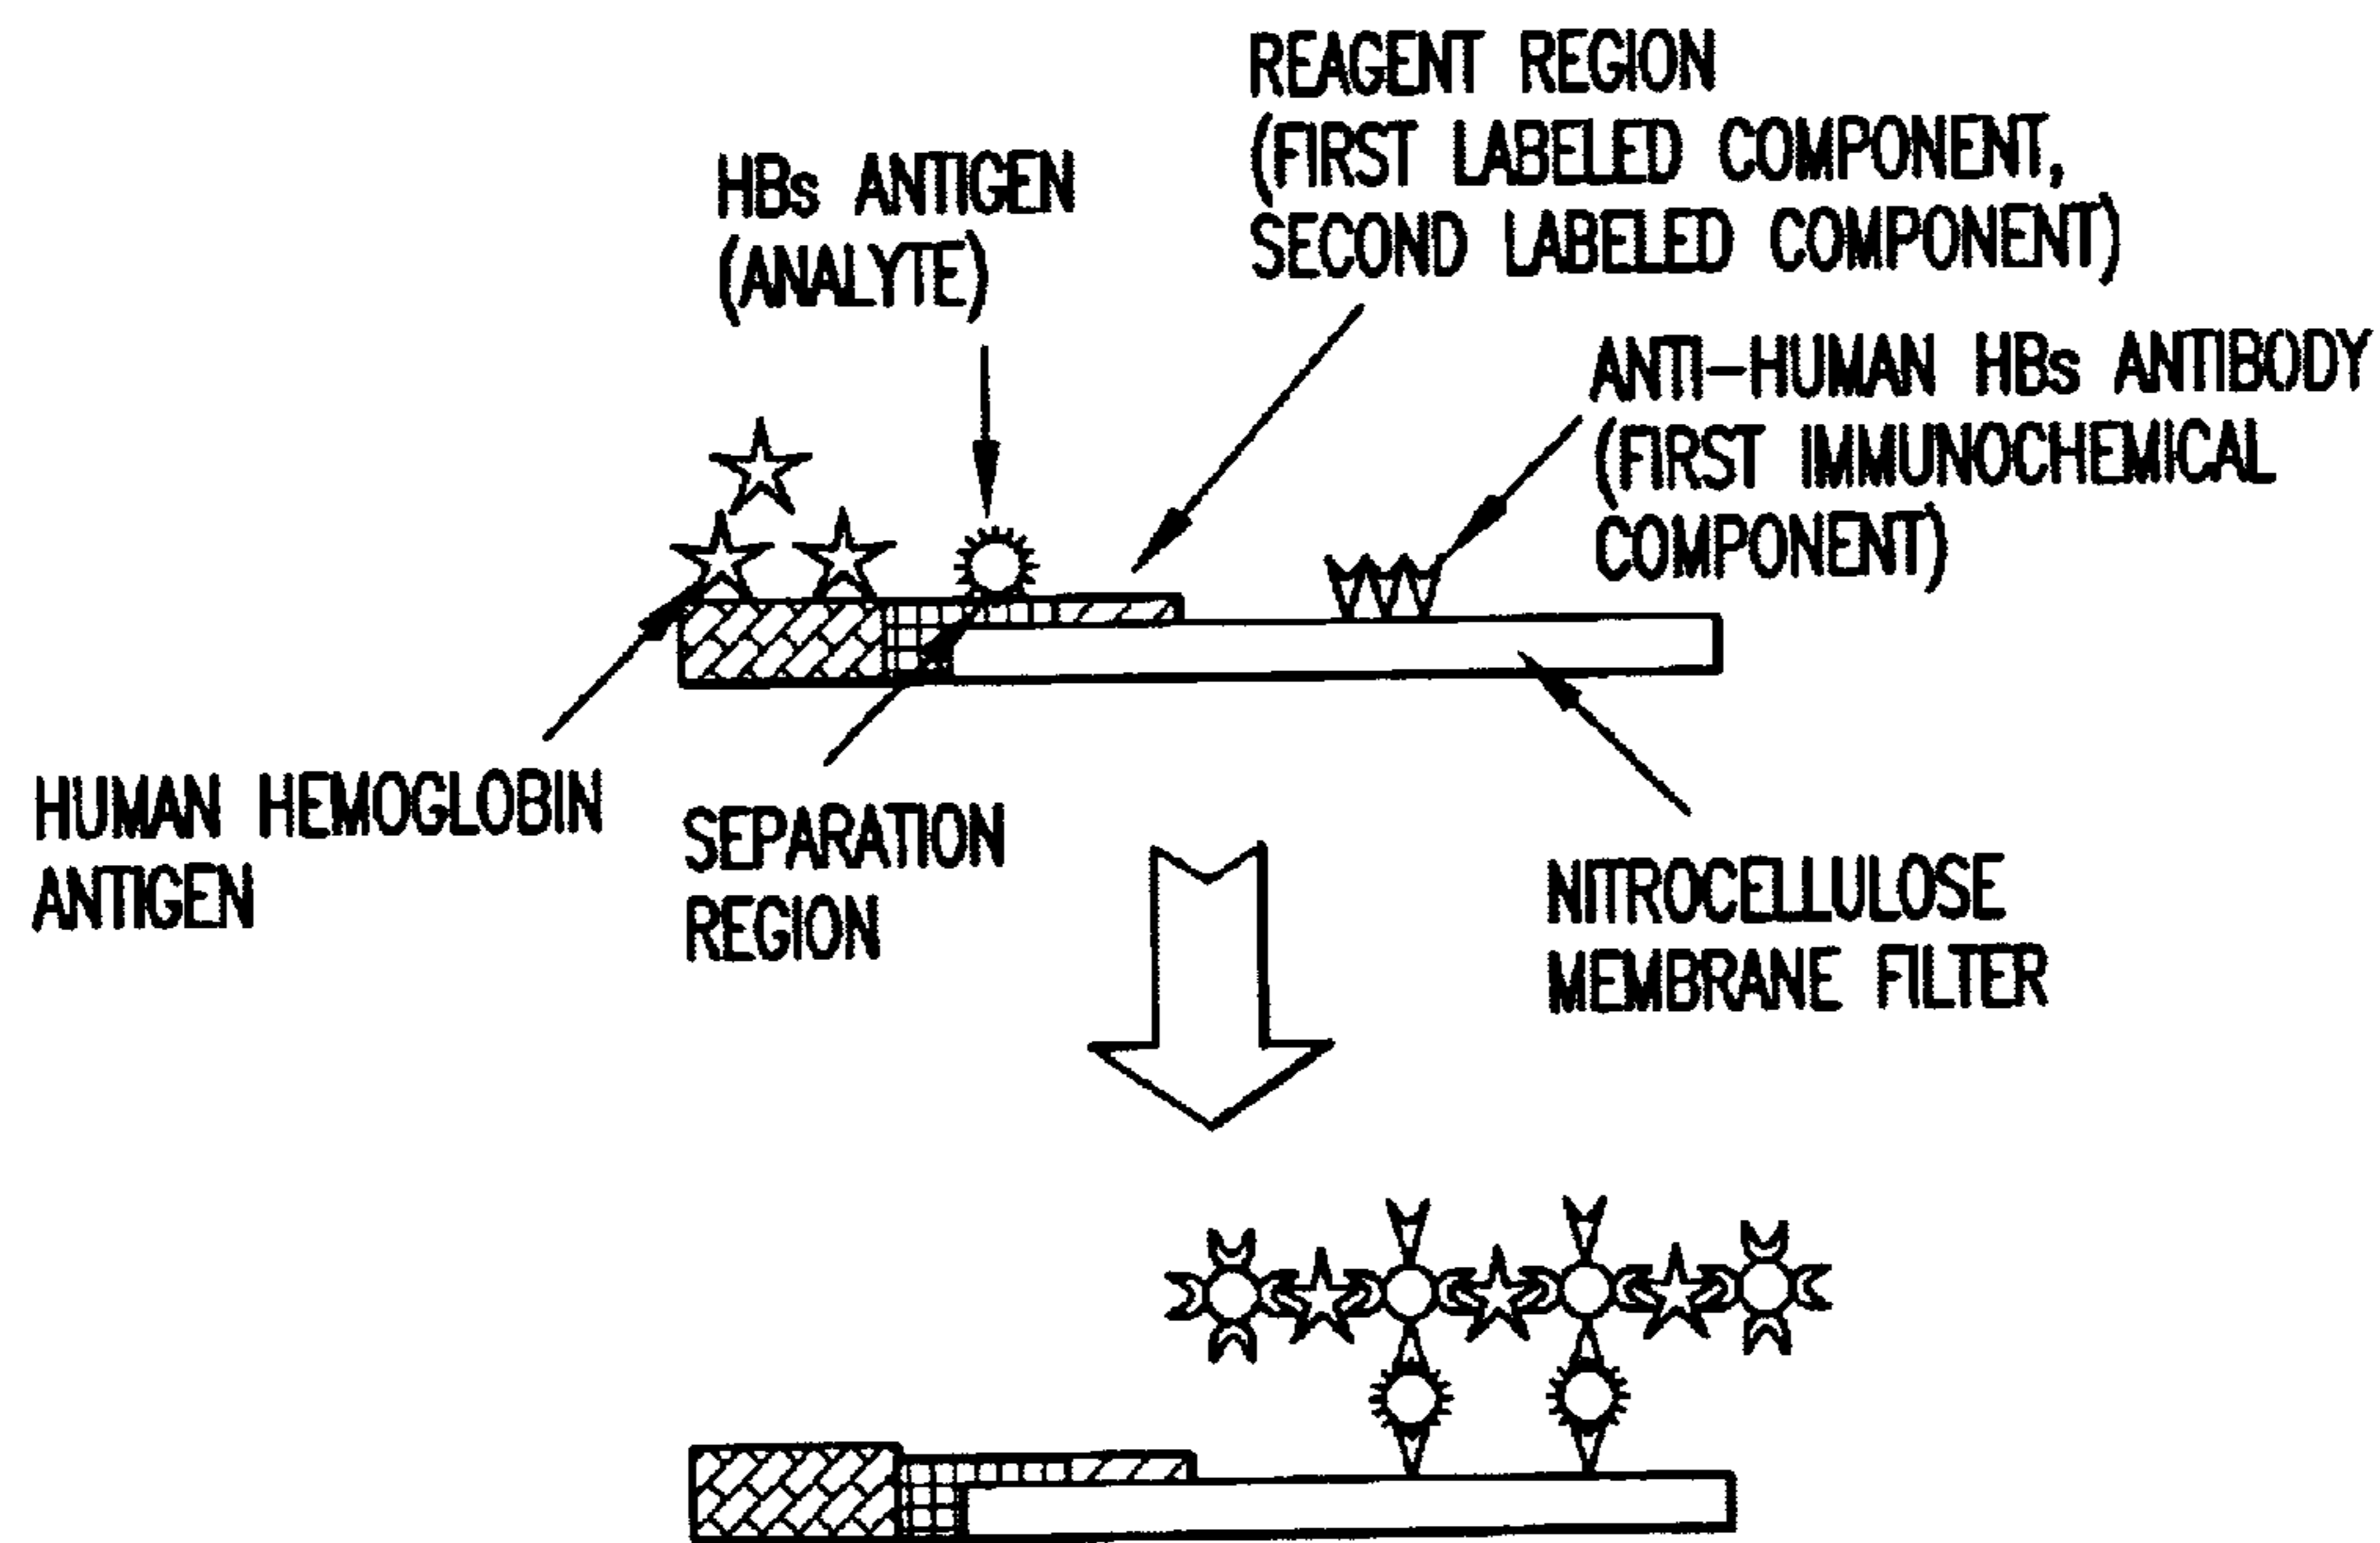 REAGENT REGION
(FIRST LABELED COMPONENT,
SECOND LABELED COMPONENT)
HBs ANTIGEN
(ANALYTE)
ANTI-HUMAN HBs ANTIBODY
(FIRST IMMUNOCHEMICAL
COMPONENT)
HUMAN HEMOGLOBIN
ANTIGEN
SEPARATION
REGION
NITROCELLULOSE
MEMBRANE FILTER